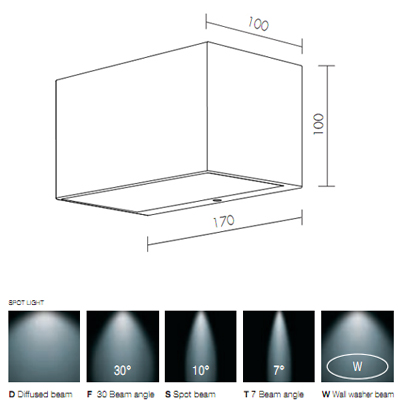 100
100
170
SPOT LIGHT
30° 10° 7° W
D Diffused beam F 30 Beam angle S Spot beam T 7 Beam angle W Wall washer beam